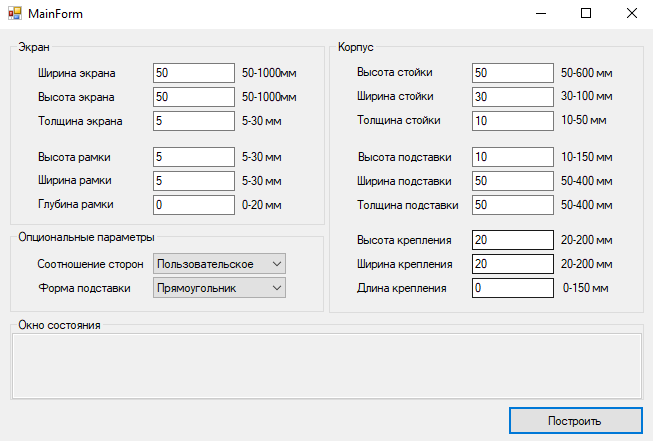 MainForm
Экран
Ширина экрана 50 50-1000мм
Высота экрана 50 50-1000мм
Толщина экрана 5 5-30 мм
Высота рамки 5 5-30 мм
Ширина рамки 5 5-30 мм
Глубина рамки 0 0-20 мм
Опциональные параметры
Соотношение сторон Пользовательское
Форма подставки Прямоугольник
Корпус
Высота стойки 50 50-600 мм
Ширина стойки 30 30-100 мм
Толщина стойки 10 10-50 мм
Высота подставки 10 10-150 мм
Ширина подставки 50 50-400 мм
Толщина подставки 50 50-400 мм
Высота крепления 20 20-200 мм
Ширина крепления 20 20-200 мм
Длина крепления 0 0-150 мм
Окно состояния
Построить